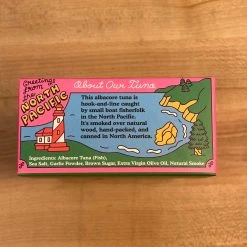 Greetings
from
the
NORTH
PACIFIC
About Our Tuna
This albacore tuna is
hook-and-line caught
by small boat fisherfolk
in the North Pacific.
It's smoked over natural
wood, hand-packed, and
canned in North America.
Ingredients: Albacore Tuna (Fish),
Sea Salt, Garlic Powder, Brown Sugar, Extra Virgin Olive Oil, Natural Smoke